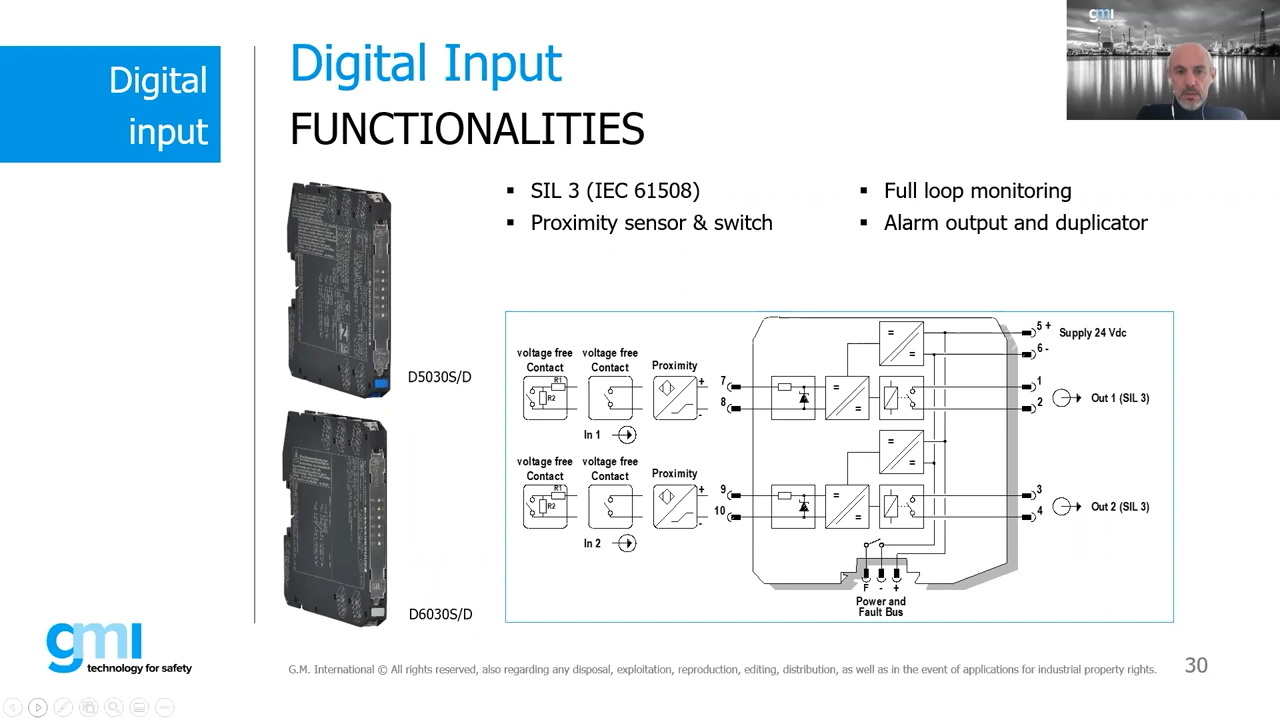 Digital
input
Digital Input
FUNCTIONALITIES
gmi
▪ SIL 3 (IEC 61508)
▪ Proximity sensor & switch
▪ Full loop monitoring
▪ Alarm output and duplicator
D5030S/D
D6030S/D
voltage free
Contact
voltage free
Contact
Proximity
R1
R2
+
-
7
8
In 1
voltage free
Contact
voltage free
Contact
Proximity
R1
R2
+
-
9
10
In 2
=
=
=
=
=
=
=
=
5 +
Supply 24 Vdc
6 -
1
Out 1 (SIL 3)
2
3
Out 2 (SIL 3)
4
F - +
Power and
Fault Bus
gmi
technology for safety
G.M. International © All rights reserved, also regarding any disposal, exploitation, reproduction, editing, distribution, as well as in the event of applications for industrial property rights.
30